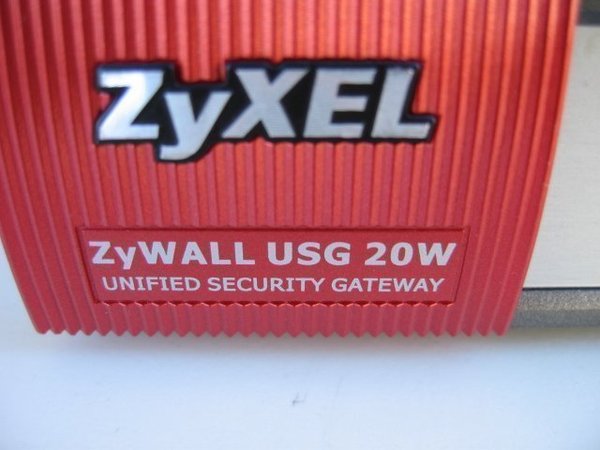 ZyXEL
ZyWALL USG 20W
UNIFIED SECURITY GATEWAY